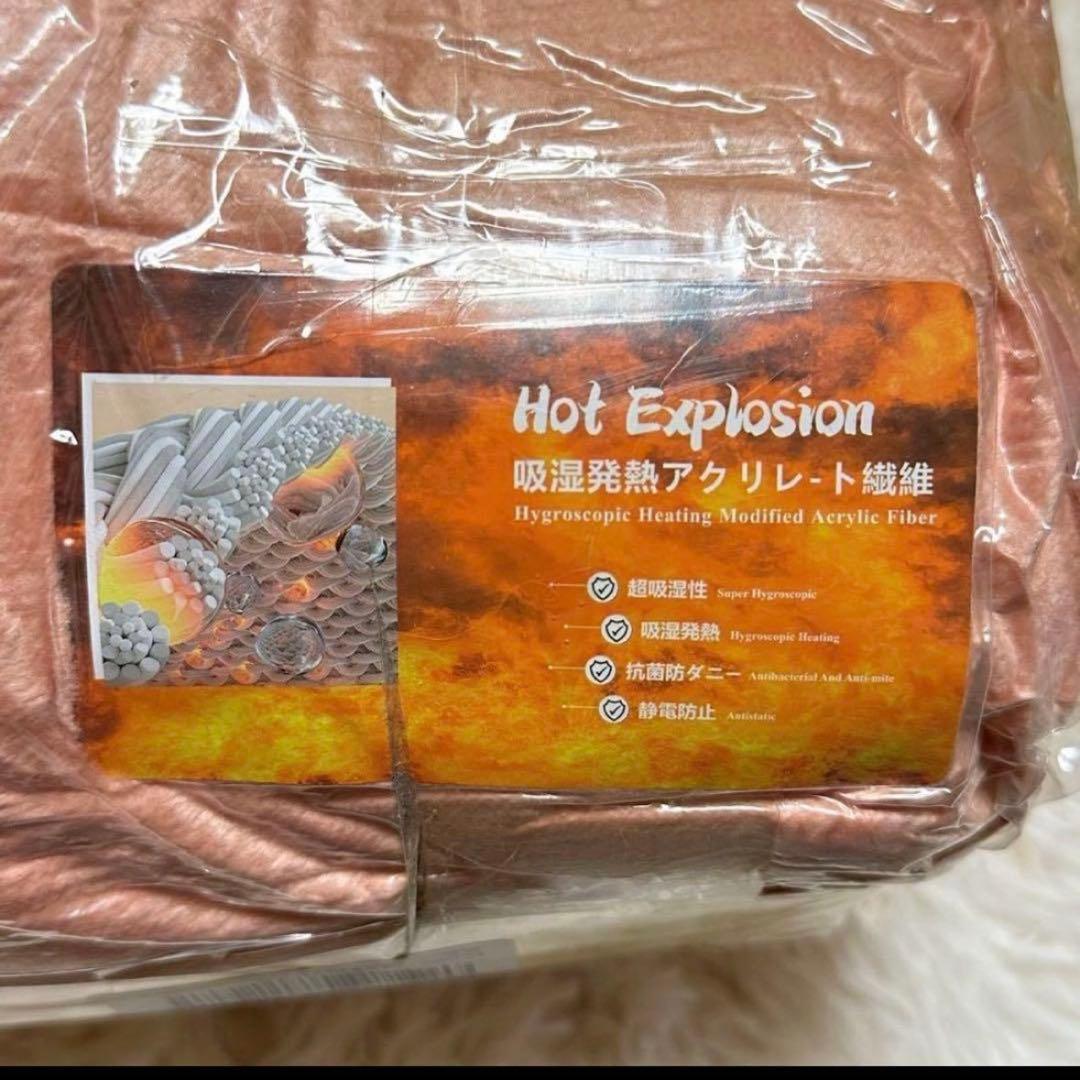 Hot Explosion
吸湿発熱アクリレ-ト繊維
Hygroscopic Heating Modified Acrylic Fiber
超吸湿性 Super Hygroscopic
吸湿発熱 Hygroscopic Heating
抗菌防ダニー Antibacterial And Anti-mite
静電防止 Antistatic